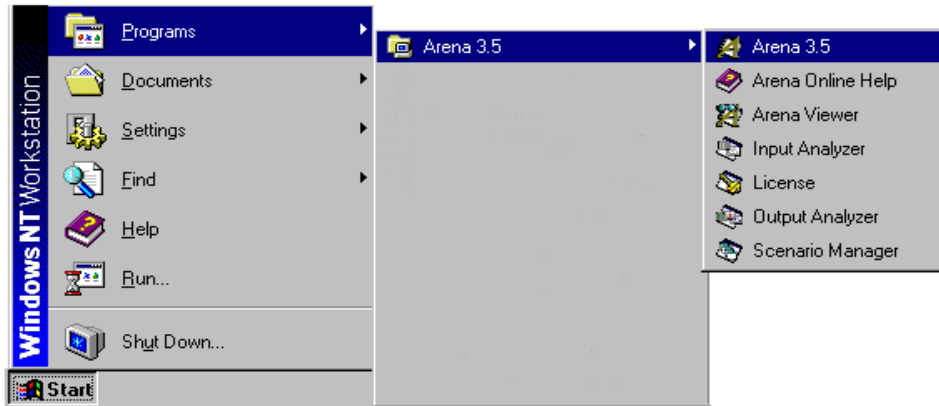 Windows NT Workstation
Programs
Documents
Settings
Find
Help
Run...
Shut Down...
Start
Arena 3.5
Arena 3.5
Arena Online Help
Arena Viewer
Input Analyzer
License
Output Analyzer
Scenario Manager